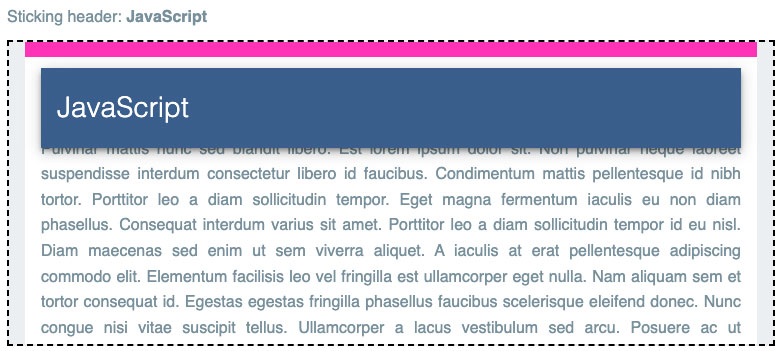 Sticking header: JavaScript
JavaScript
Pulvinar mattis nunc sed blandit libero. Est lorem ipsum dolor sit. Non pulvinar neque laoreet
suspendisse interdum consectetur libero id faucibus. Condimentum mattis pellentesque id nibh
tortor. Porttitor leo a diam sollicitudin tempor. Eget magna fermentum iaculis eu non diam
phasellus. Consequat interdum varius sit amet. Porttitor leo a diam sollicitudin tempor id eu nisl.
Diam maecenas sed enim ut sem viverra aliquet. A iaculis at erat pellentesque adipiscing
commodo elit. Elementum facilisis leo vel fringilla est ullamcorper eget nulla. Nam aliquam sem et
tortor consequat id. Egestas egestas fringilla phasellus faucibus scelerisque eleifend donec. Nunc
congue nisi vitae suscipit tellus. Ullamcorper a lacus vestibulum sed arcu. Posuere ac ut